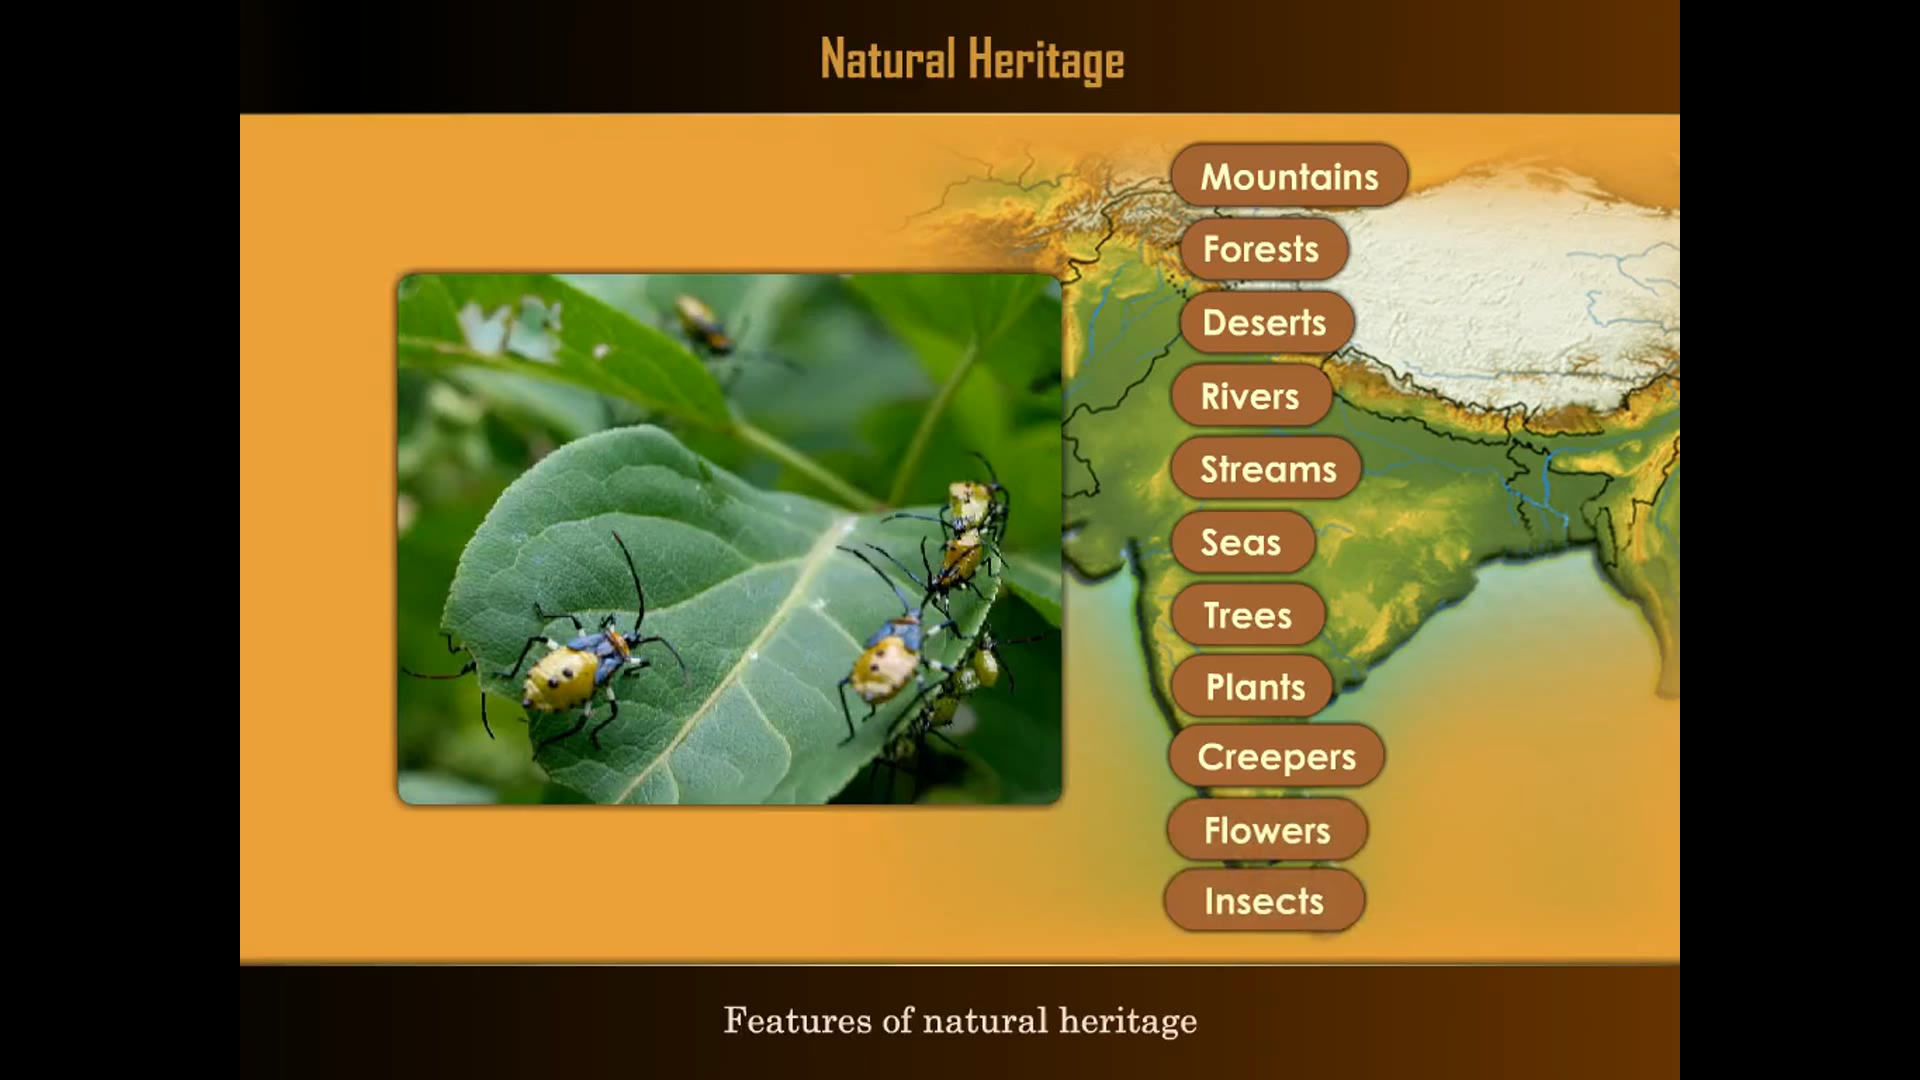 Natural Heritage
Mountains
Forests
Deserts
Rivers
Streams
Seas
Trees
Plants
Creepers
Flowers
Insects
Features of natural heritage